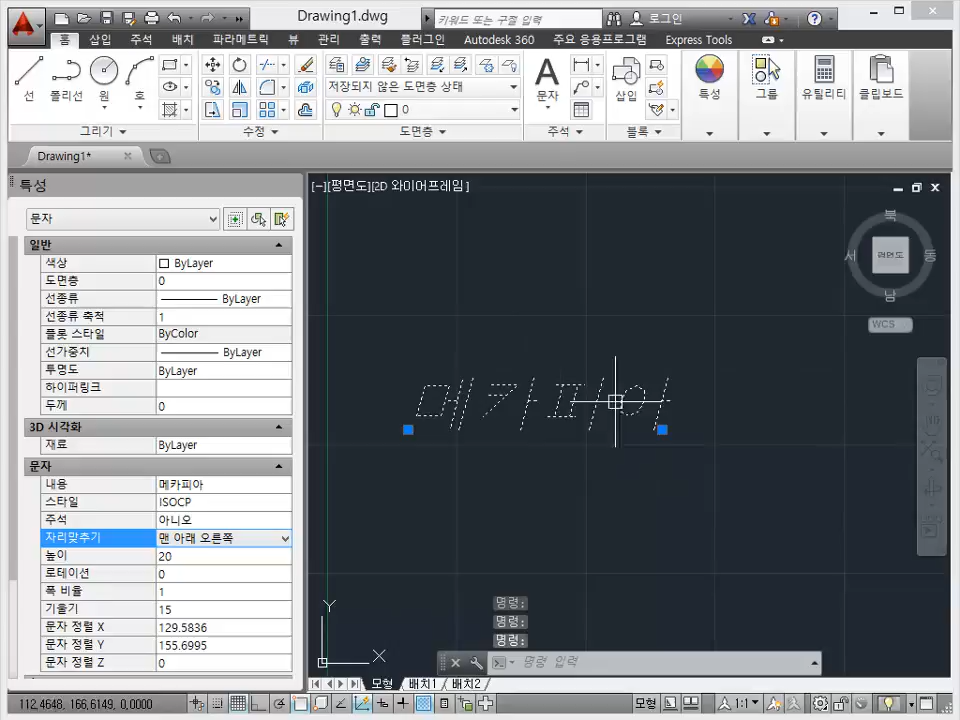 Drawing1.dwg
키워드 또는 구절 입력
로그인
홈 삽입 주석 배치 파라메트릭 뷰 관리 출력 플러그인 Autodesk 360 주요 응용프로그램 Express Tools
선 폴리선 원 호
저장되지 않은 도면층 상태
0
문자 삽입 특성 그룹 유틸리티 클립보드
그리기 수정 도면층 주석 블록
Drawing1*
특성
문자
일반
색상 ByLayer
도면층 0
선종류 ByLayer
선종류 축척 1
플롯 스타일 ByColor
선가중치 ByLayer
투명도 ByLayer
하이퍼링크
두께 0
3D 시각화
재료 ByLayer
문자
내용 메카피아
스타일 ISOCP
주석 아니오
자리맞추기 맨 아래 오른쪽
높이 20
로테이션 0
폭 비율 1
기울기 15
문자 정렬 X 129.5836
문자 정렬 Y 155.6995
문자 정렬 Z 0
[−][평면도][2D 와이어프레임]
북
서 평면도 동
남
WCS
메카피아
Y
X
명령:
명령:
명령:
명령 입력
모형 배치1 배치2
112.4648, 166.6149, 0.0000
모형 1:1